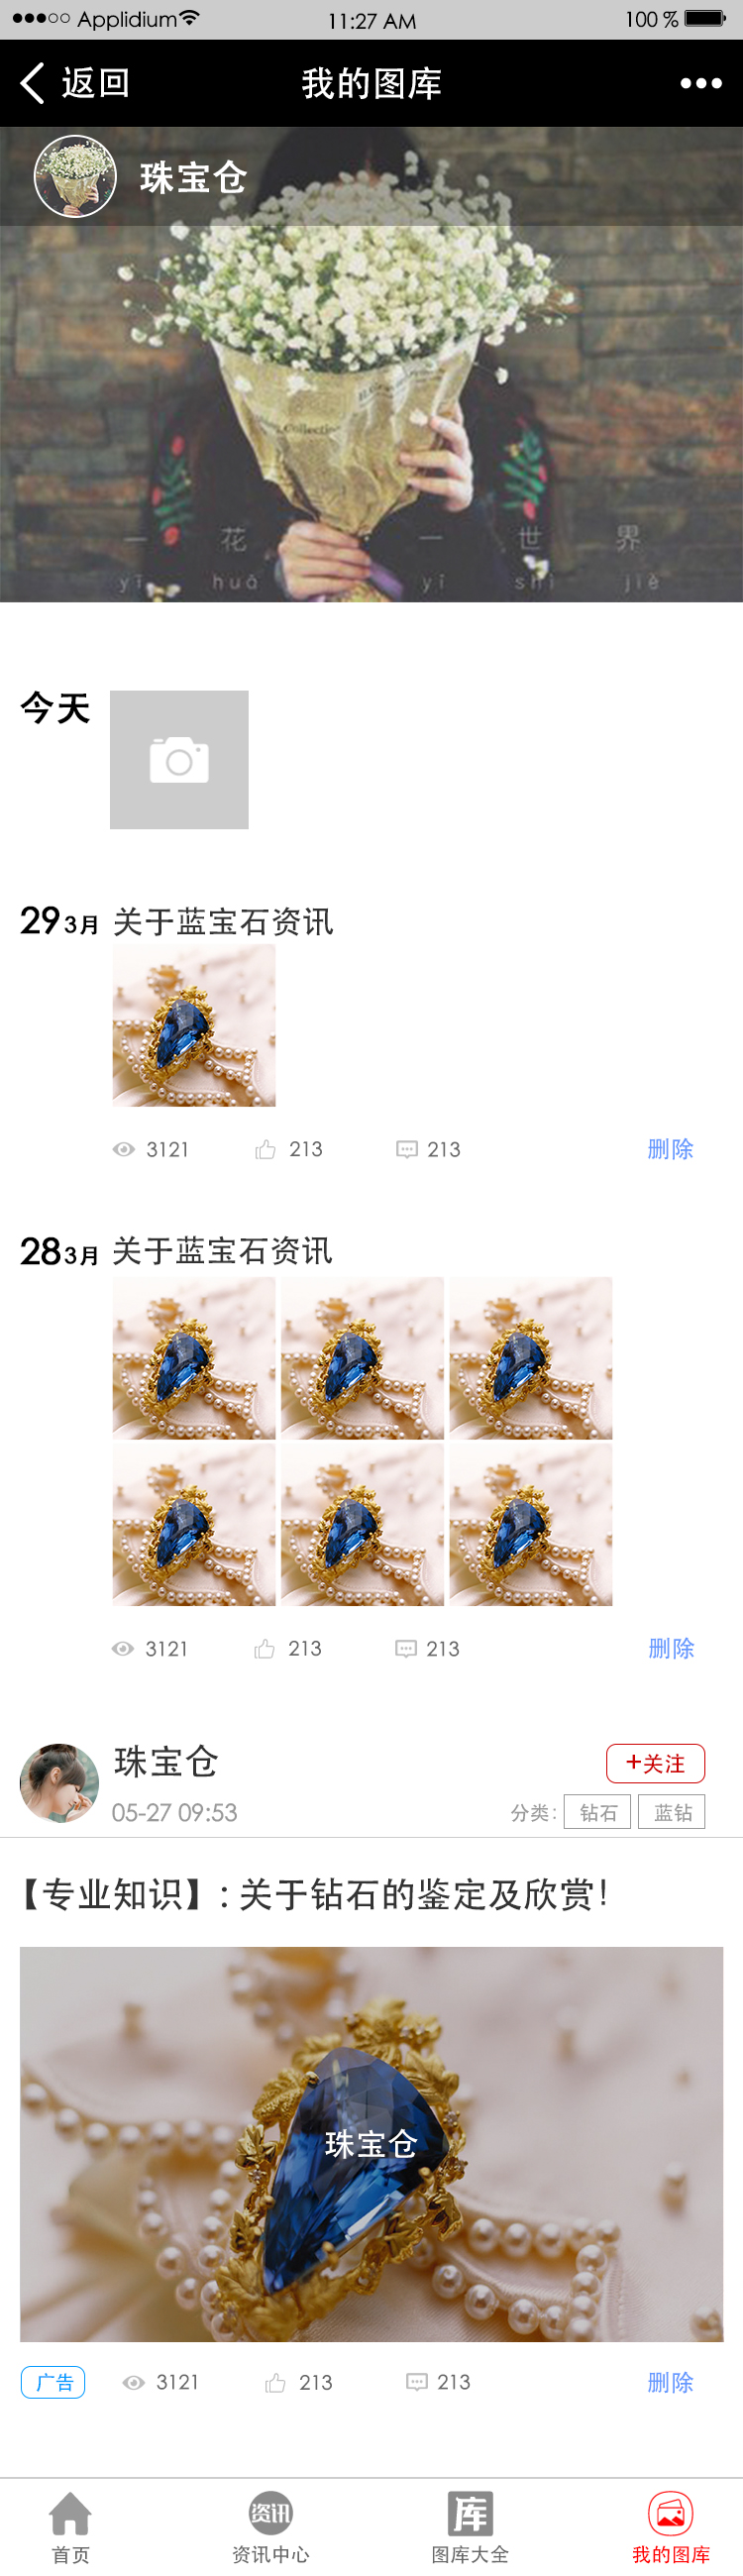 Applidium 11:27 AM 100 %
返回 我的图库
珠宝仓
Collection
一 花 · 一 世 界
yī huā yī shì jiè
今天
29 3月 关于蓝宝石资讯
3121 213 213 删除
28 3月 关于蓝宝石资讯
3121 213 213 删除
珠宝仓 +关注
05-27 09:53 分类: 钻石 蓝钻
【专业知识】: 关于钻石的鉴定及欣赏!
珠宝仓
广告 3121 213 213 删除
资讯 库
首页 资讯中心 图库大全 我的图库